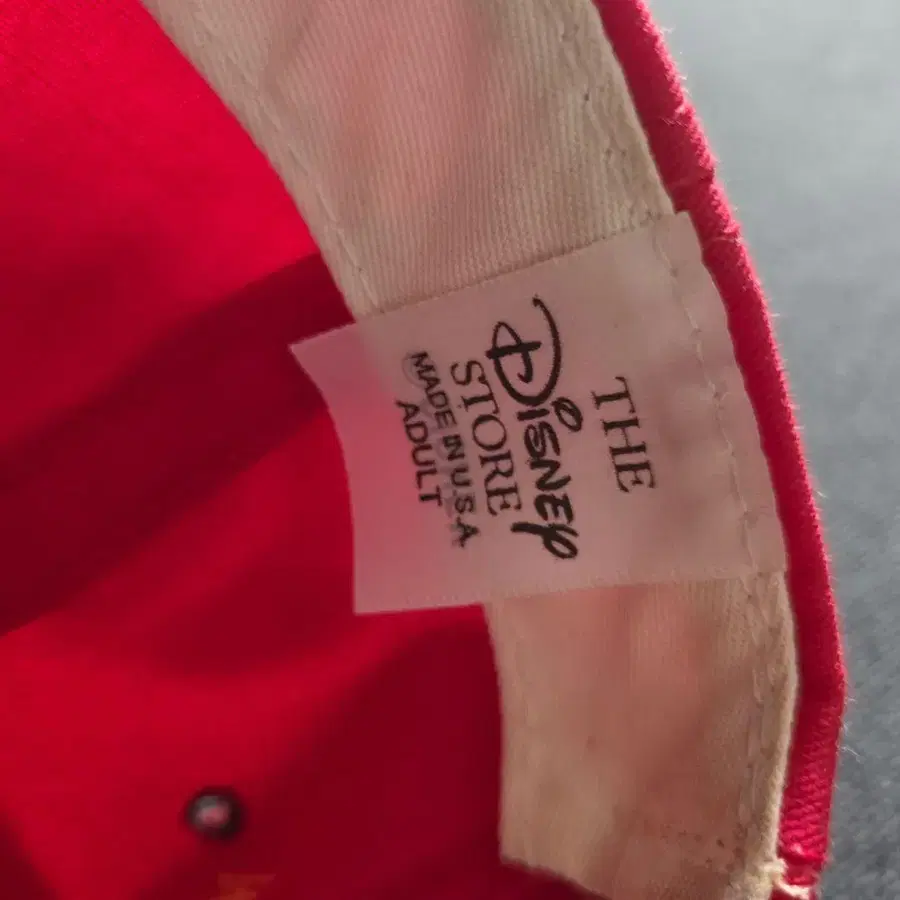 THE
Disney
STORE
MADE IN U.S.A
ADULT